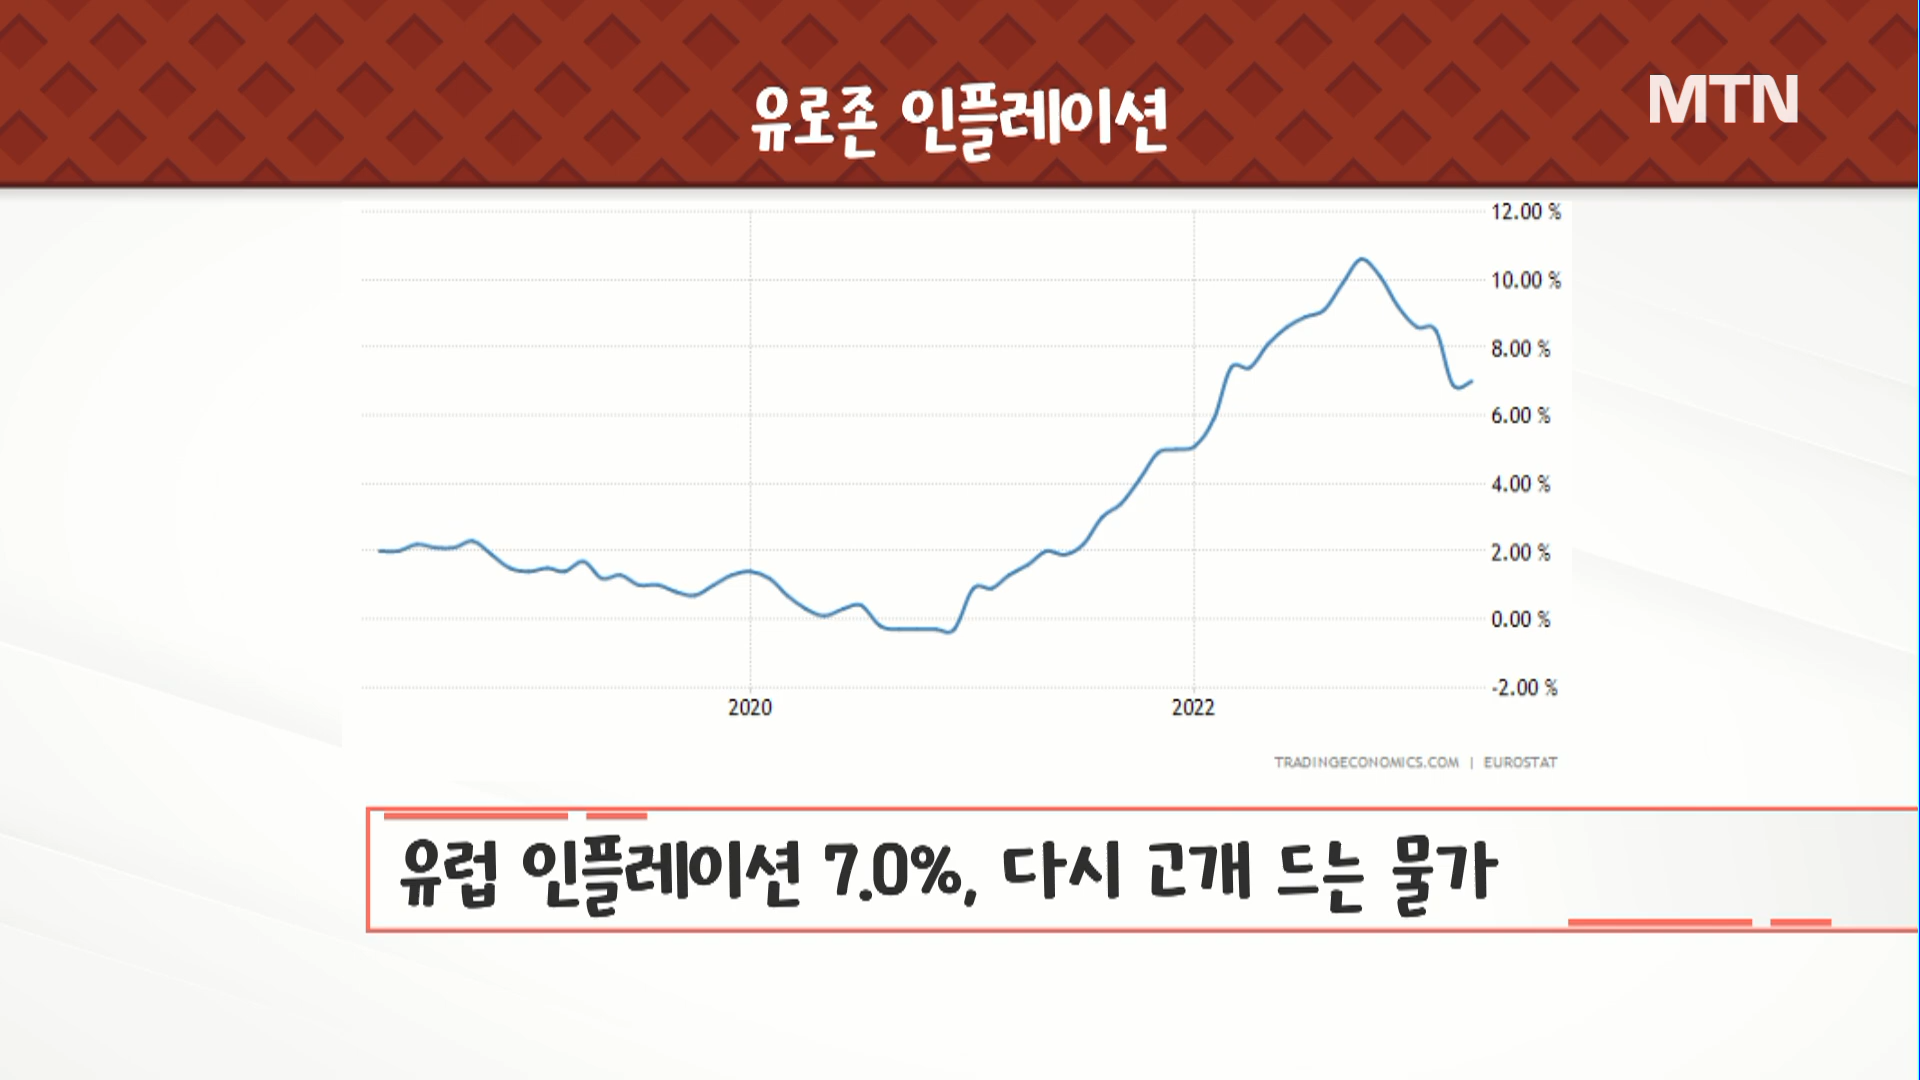 유로존 인플레이션
MTN
12.00 %
10.00 %
8.00 %
6.00 %
4.00 %
2.00 %
0.00 %
-2.00 %
2020
2022
TRADINGECONOMICS.COM | EUROSTAT
유럽 인플레이션 7.0%, 다시 고개 드는 물가